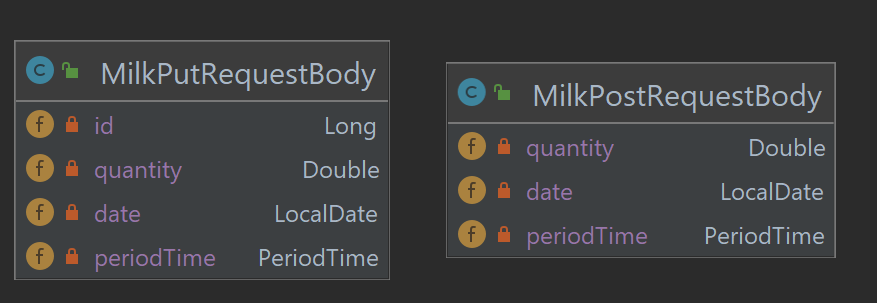 C MilkPutRequestBody
f id Long
f quantity Double
f date LocalDate
f periodTime PeriodTime
C MilkPostRequestBody
f quantity Double
f date LocalDate
f periodTime PeriodTime